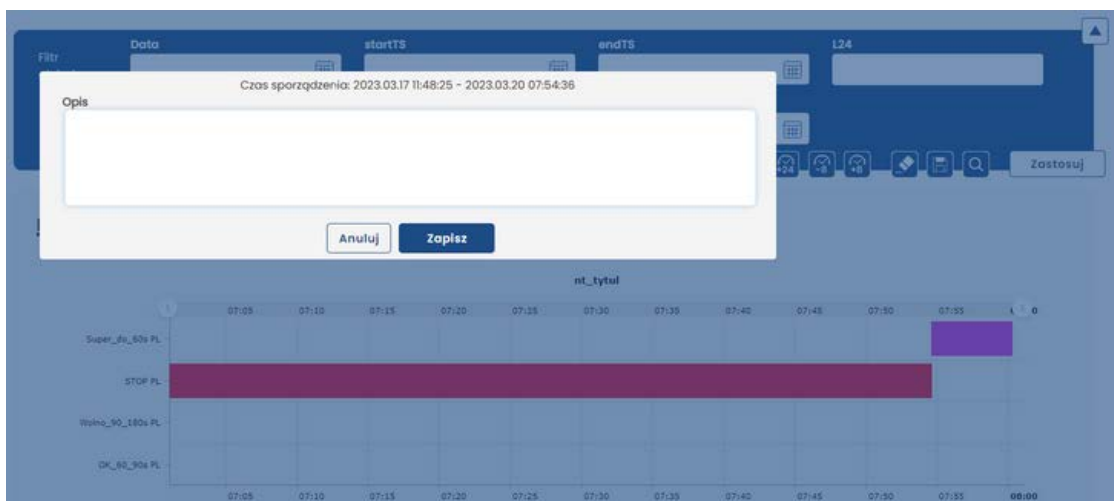 Data startTS endTS L24
Filtr
Czas sporządzenia: 2023.03.17 11:48:25 - 2023.03.20 07:54:36
Opis
+24 -8 +8 Zastosuj
Anuluj Zapisz
nt_tytul
07:05 07:10 07:15 07:20 07:25 07:30 07:35 07:40 07:45 07:50 07:55
Super_do_60s PL
STOP PL
Wolno_90_180s PL
OK_60_90s PL
07:05 07:10 07:15 07:20 07:25 07:30 07:35 07:40 07:45 07:50 07:55 08:00